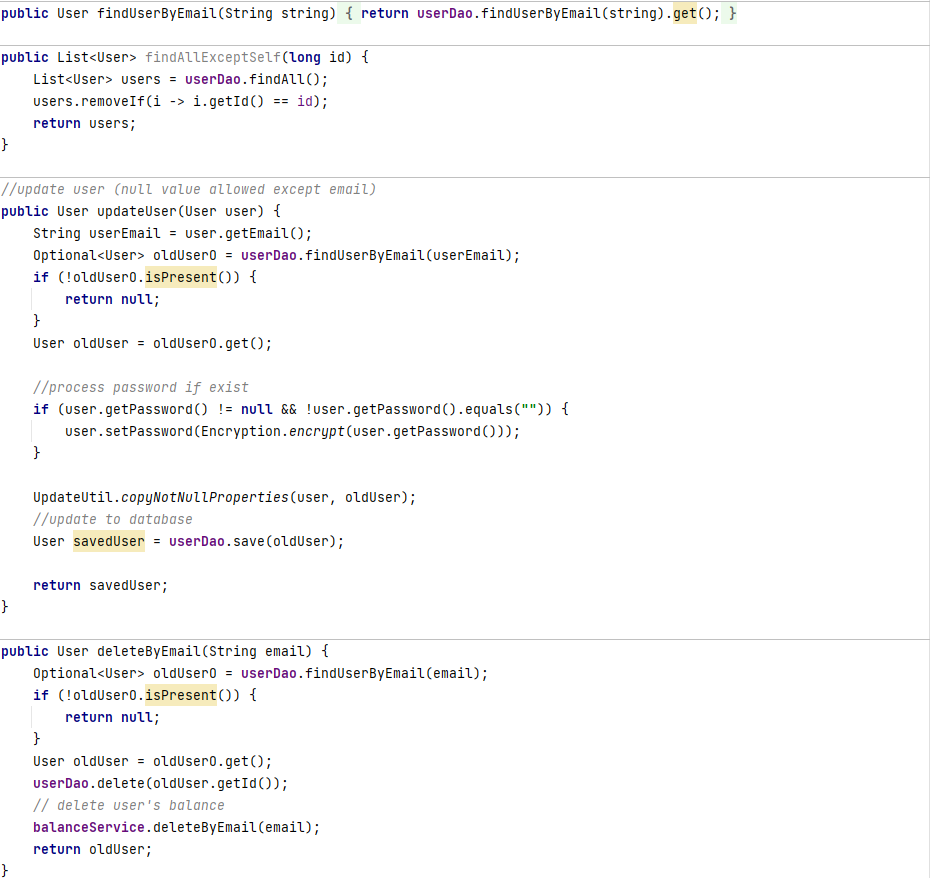 public User findUserByEmail(String string) { return userDao.findUserByEmail(string).get(); }
public List<User> findAllExceptSelf(long id) {
    List<User> users = userDao.findAll();
    users.removeIf(i -> i.getId() == id);
    return users;
}
//update user (null value allowed except email)
public User updateUser(User user) {
    String userEmail = user.getEmail();
    Optional<User> oldUserO = userDao.findUserByEmail(userEmail);
    if (!oldUserO.isPresent()) {
        return null;
    }
    User oldUser = oldUserO.get();
    //process password if exist
    if (user.getPassword() != null && !user.getPassword().equals("")) {
        user.setPassword(Encryption.encrypt(user.getPassword()));
    }
    UpdateUtil.copyNotNullProperties(user, oldUser);
    //update to database
    User savedUser = userDao.save(oldUser);
    return savedUser;
}
public User deleteByEmail(String email) {
    Optional<User> oldUserO = userDao.findUserByEmail(email);
    if (!oldUserO.isPresent()) {
        return null;
    }
    User oldUser = oldUserO.get();
    userDao.delete(oldUser.getId());
    // delete user's balance
    balanceService.deleteByEmail(email);
    return oldUser;
}